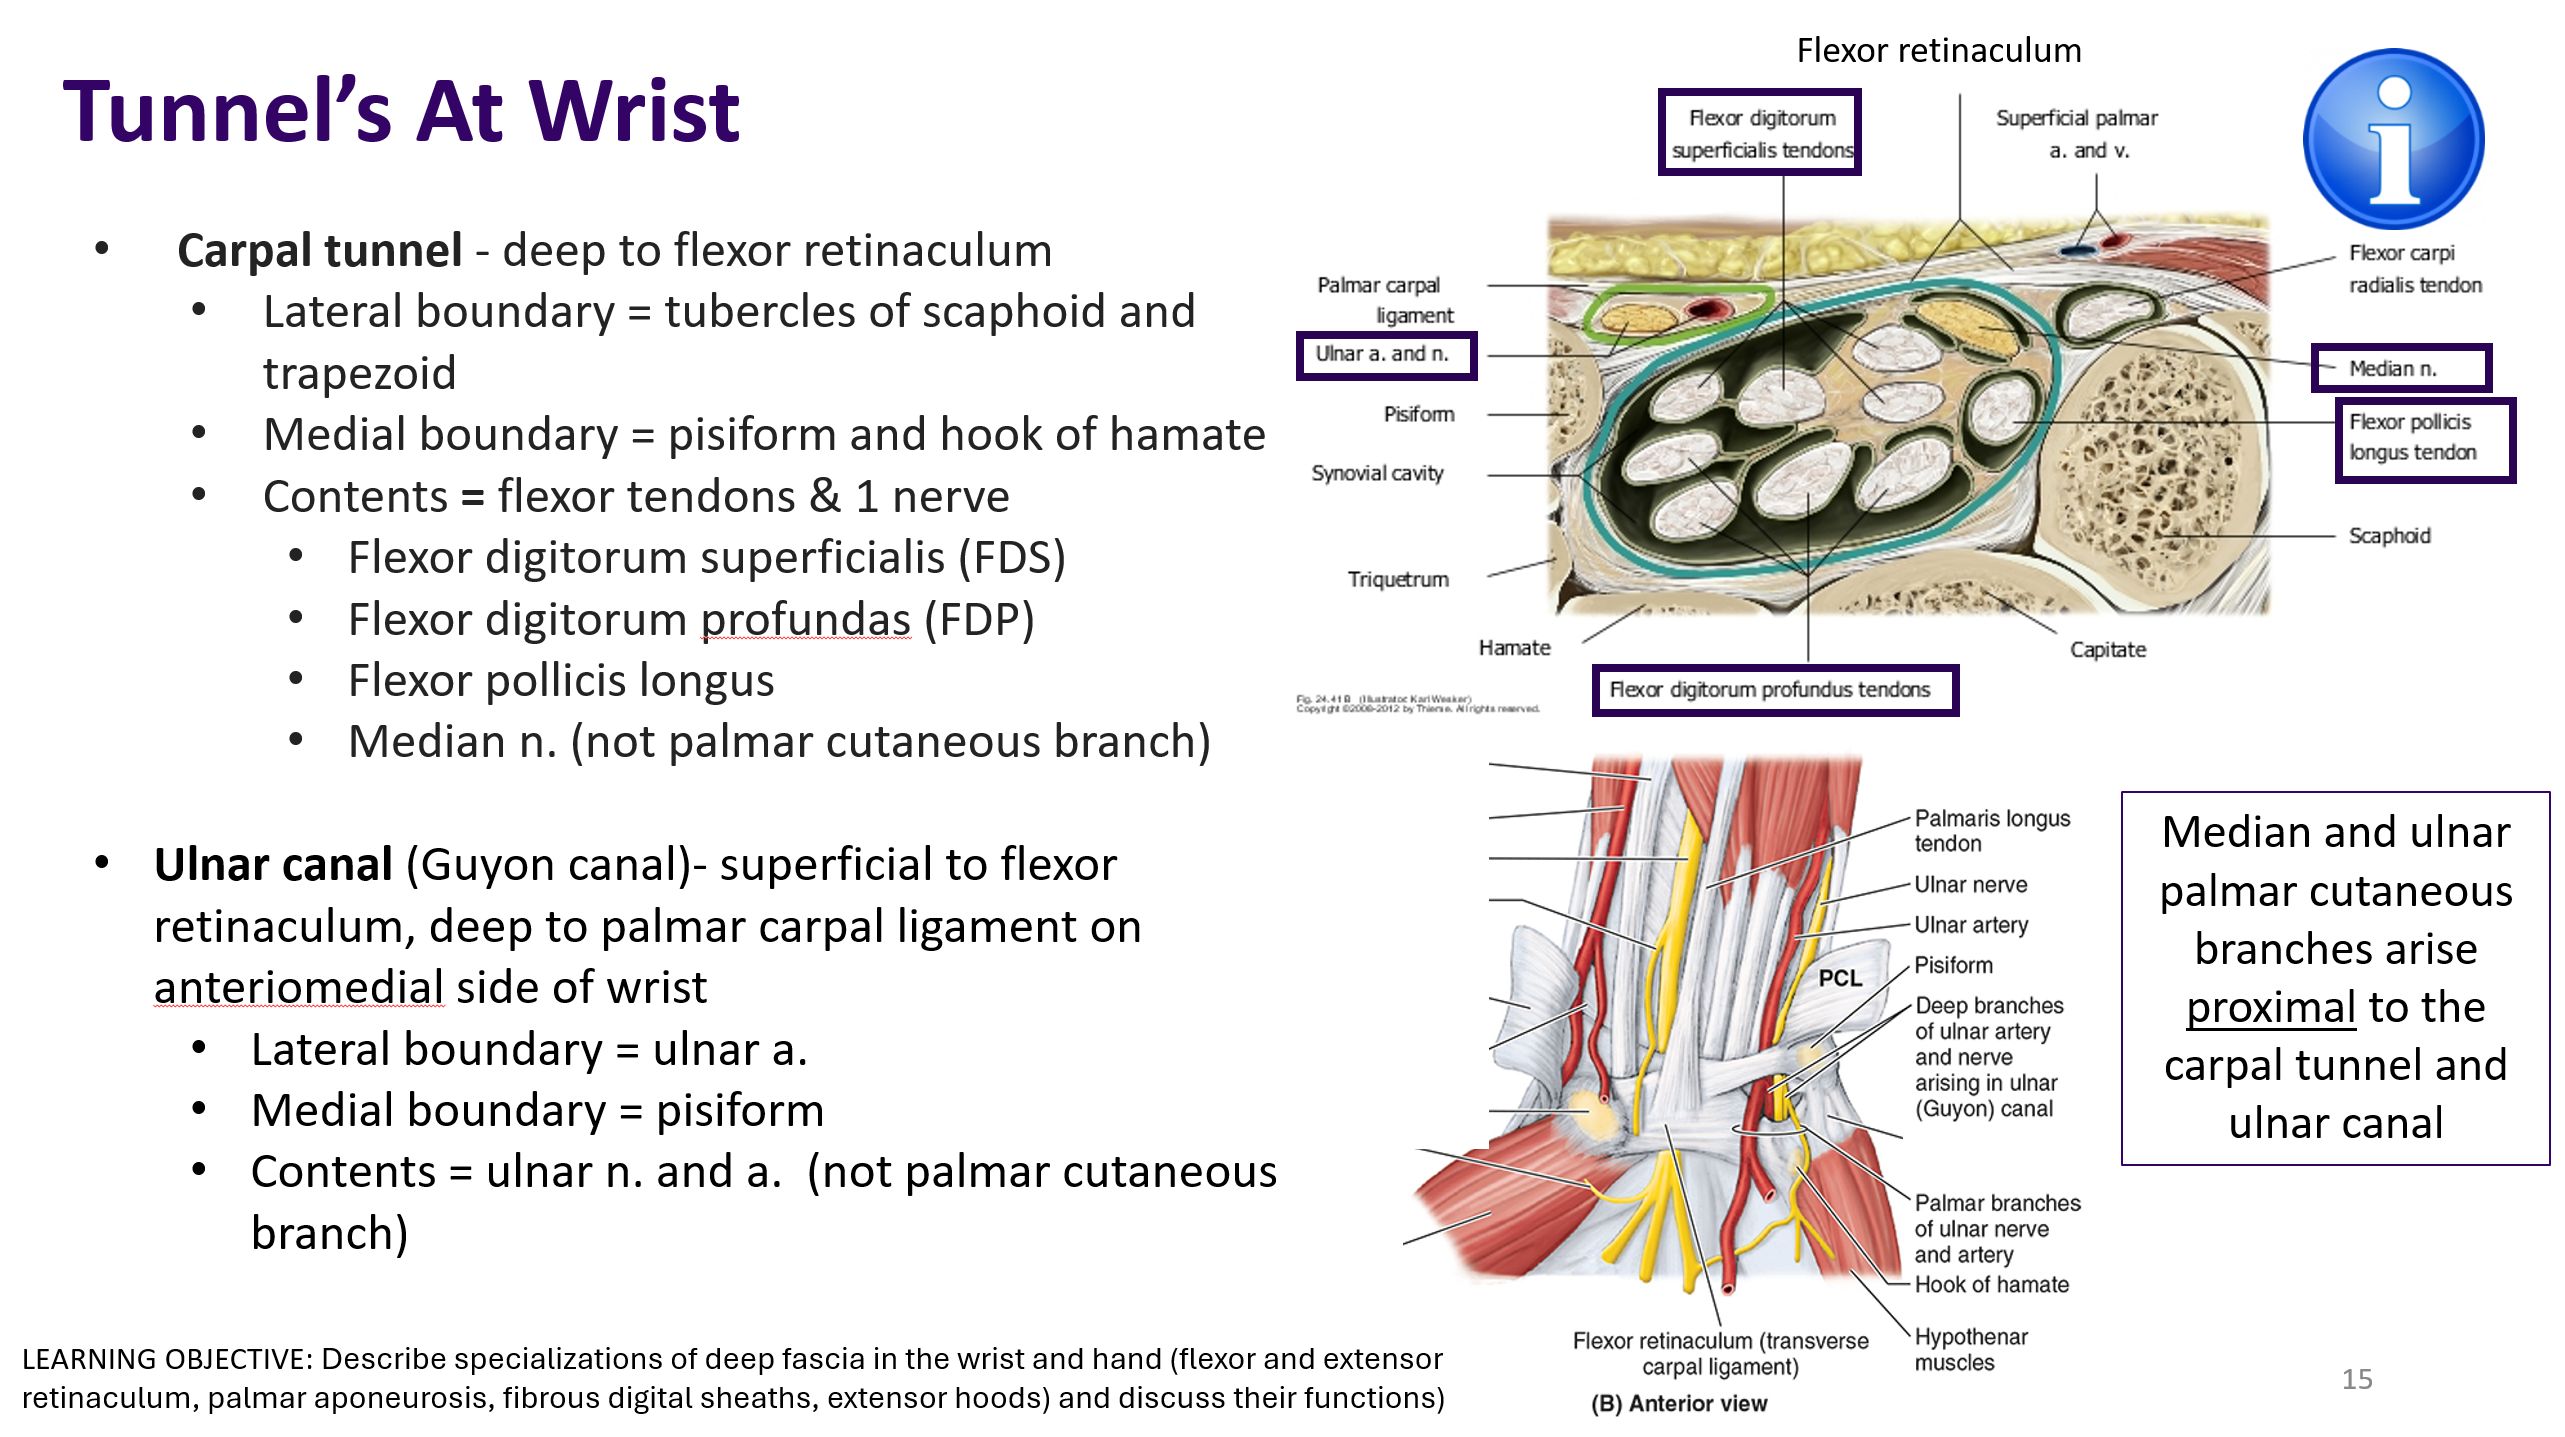 Tunnel’s At Wrist
• Carpal tunnel - deep to flexor retinaculum
• Lateral boundary = tubercles of scaphoid and
trapezoid
• Medial boundary = pisiform and hook of hamate
• Contents = flexor tendons & 1 nerve
• Flexor digitorum superficialis (FDS)
• Flexor digitorum profundas (FDP)
• Flexor pollicis longus
• Median n. (not palmar cutaneous branch)
• Ulnar canal (Guyon canal)- superficial to flexor
retinaculum, deep to palmar carpal ligament on
anteriomedial side of wrist
• Lateral boundary = ulnar a.
• Medial boundary = pisiform
• Contents = ulnar n. and a.  (not palmar cutaneous
branch)
Flexor retinaculum
Flexor digitorum
superficialis tendons
Superficial palmar
a. and v.
Palmar carpal
ligament
Ulnar a. and n.
Pisiform
Synovial cavity
Triquetrum
Hamate
Flexor digitorum profundus tendons
Capitate
Flexor carpi
radialis tendon
Median n.
Flexor pollicis
longus tendon
Scaphoid
Fig. 24.41 B (Illustrator: Karl Wesker)
Copyright ©2008-2012 by Thieme. All rights reserved.
Palmaris longus
tendon
Ulnar nerve
Ulnar artery
PCL
Pisiform
Deep branches
of ulnar artery
and nerve
arising in ulnar
(Guyon) canal
Palmar branches
of ulnar nerve
and artery
Hook of hamate
Hypothenar
muscles
Flexor retinaculum (transverse
carpal ligament)
(B) Anterior view
Median and ulnar
palmar cutaneous
branches arise
proximal to the
carpal tunnel and
ulnar canal
LEARNING OBJECTIVE: Describe specializations of deep fascia in the wrist and hand (flexor and extensor
retinaculum, palmar aponeurosis, fibrous digital sheaths, extensor hoods) and discuss their functions)
15